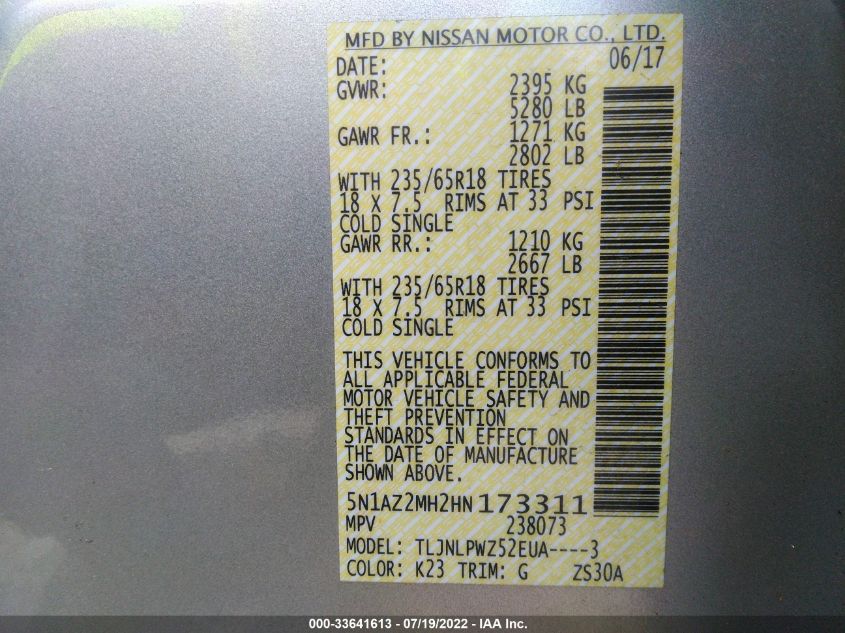 MFD BY NISSAN MOTOR CO., LTD.
DATE: 06/17
GVWR: 2395 KG
5280 LB
GAWR FR.: 1271 KG
2802 LB
WITH 235/65R18 TIRES
18 X 7.5 RIMS AT 33 PSI
COLD SINGLE
GAWR RR.: 1210 KG
2667 LB
WITH 235/65R18 TIRES
18 X 7.5 RIMS AT 33 PSI
COLD SINGLE
THIS VEHICLE CONFORMS TO
ALL APPLICABLE FEDERAL
MOTOR VEHICLE SAFETY AND
THEFT PREVENTION
STANDARDS IN EFFECT ON
THE DATE OF MANUFACTURE
SHOWN ABOVE.
5N1AZ2MH2HN173311
MPV 238073
MODEL: TLJNLPWZ52EUA----3
COLOR: K23 TRIM: G ZS30A
000-33641613 - 07/19/2022 - IAA Inc.